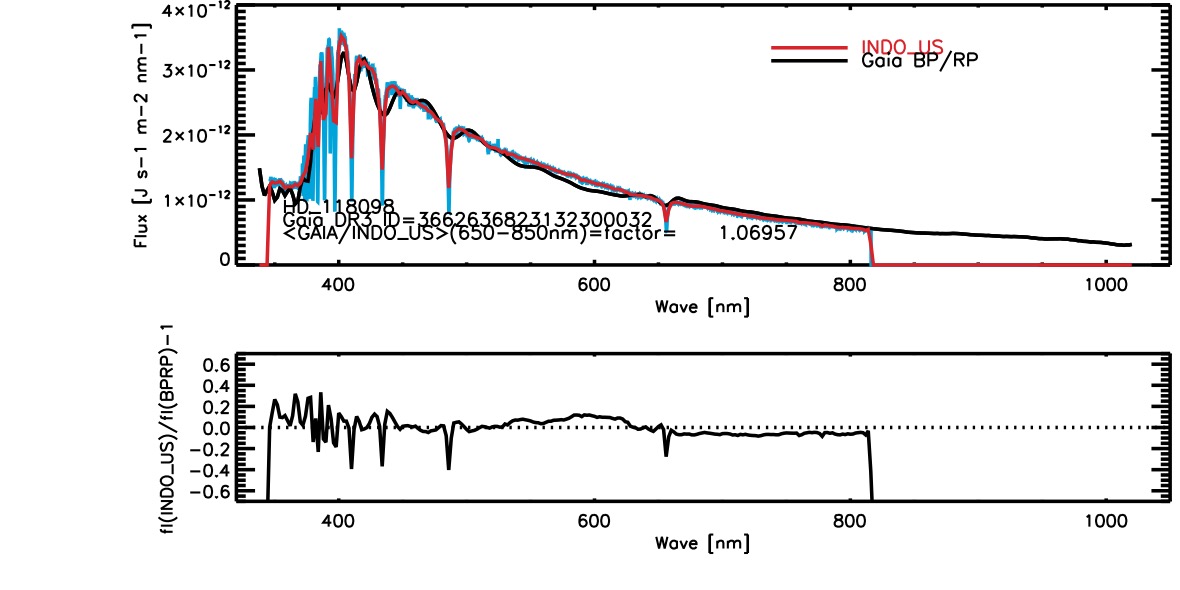 4×10−12
3×10−12
2×10−12
1×10−12
0
Flux [J s−1 m−2 nm−1]
INDO_US
Gaia BP/RP
HD_118098
Gaia DR3 ID=3662636823132300032
<GAIA/INDO_US>(650−850nm)=factor= 1.06957
400 600 800 1000
Wave [nm]
fl(INDO_US)/fl(BPRP)−1
0.6
0.4
0.2
0.0
−0.2
−0.4
−0.6
400 600 800 1000
Wave [nm]